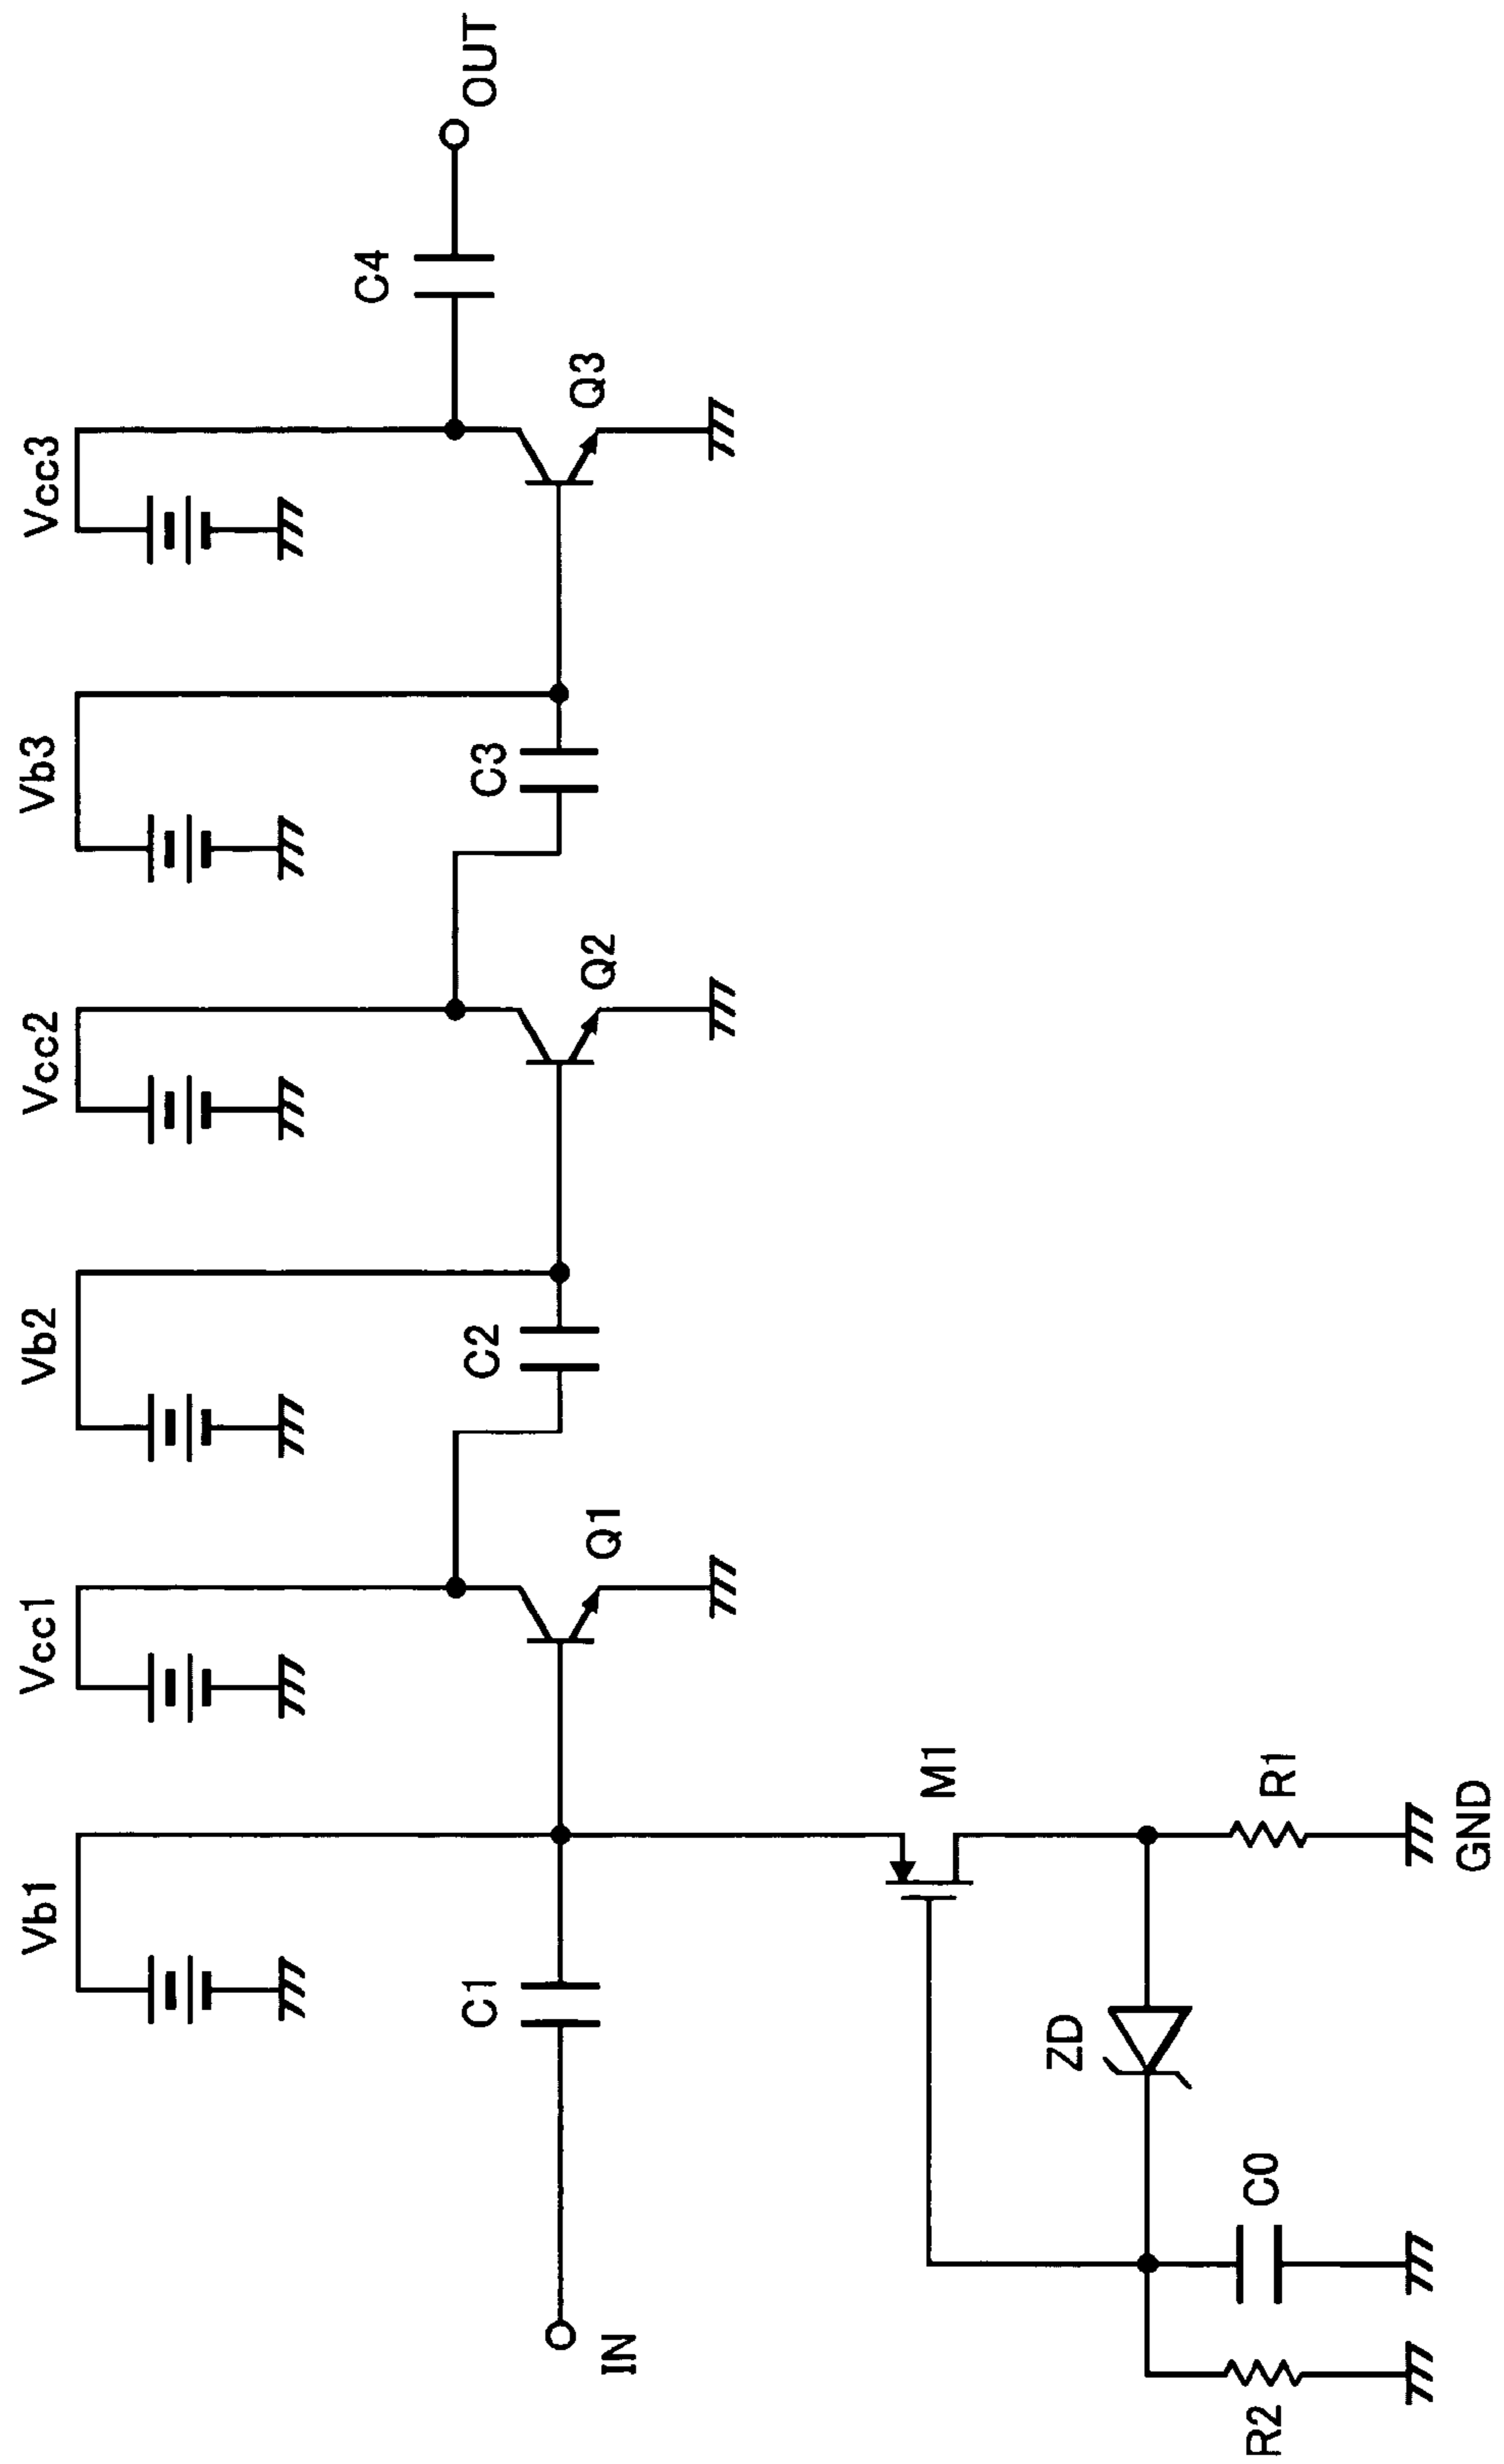 Vb1
Vcc1
Vb2
Vcc2
Vb3
Vcc3
C4
OUT
C1
C2
C3
Q1
Q2
Q3
IN
M1
ZD
C0
R2
R1
GND